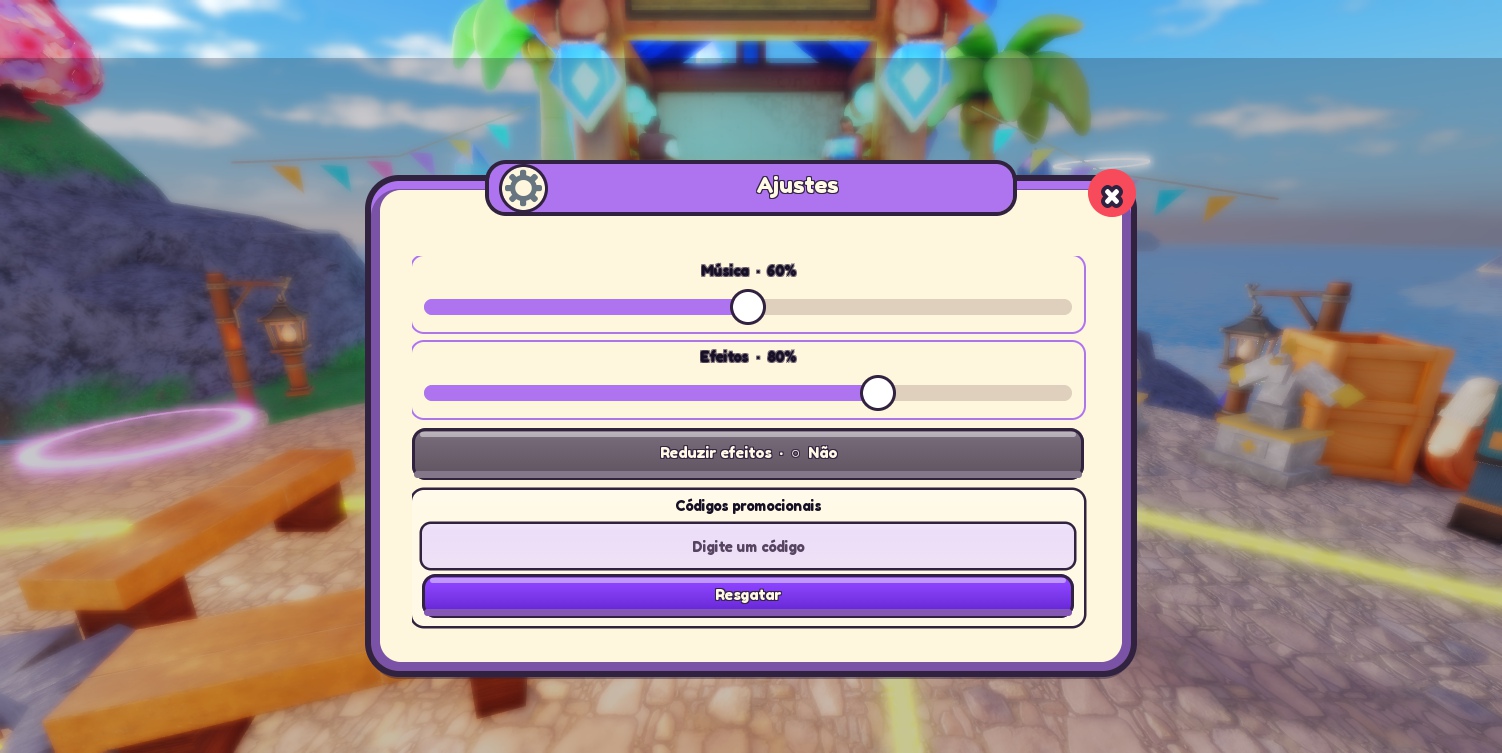 Ajustes
Música · 60%
Efeitos · 80%
Reduzir efeitos · ○ Não
Códigos promocionais
Digite um código
Resgatar